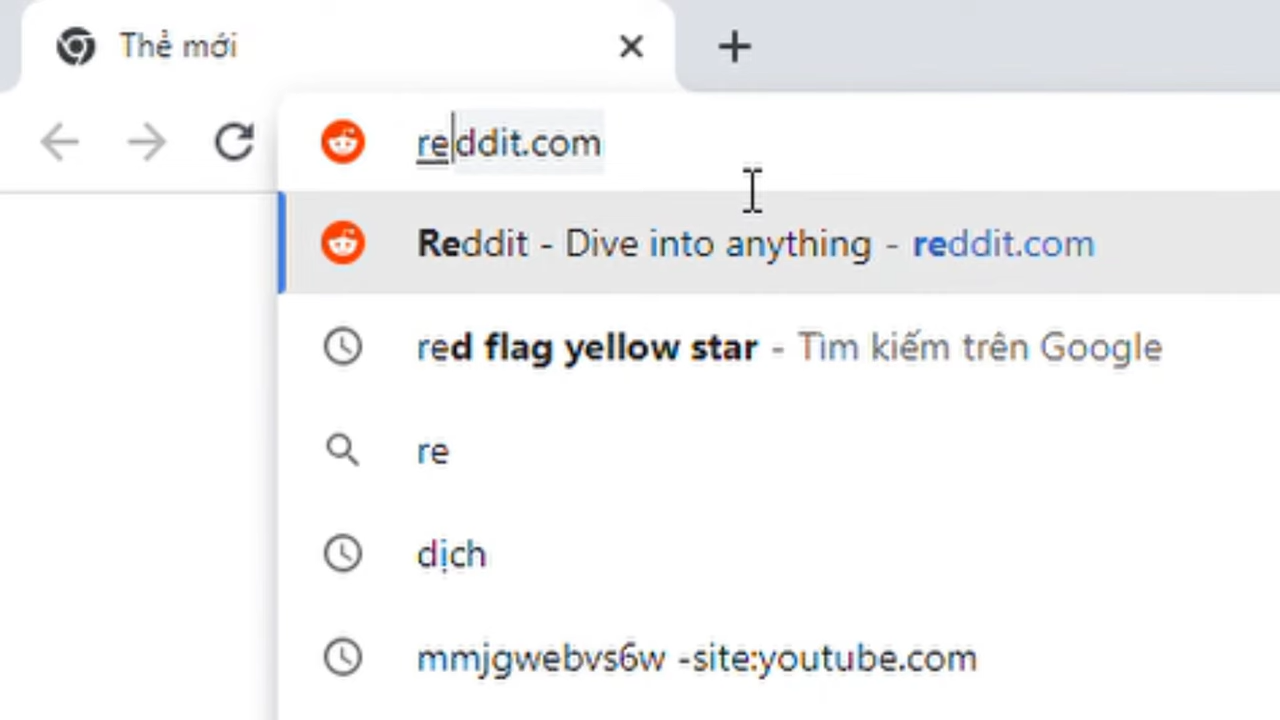 Thẻ mới
reddit.com
Reddit - Dive into anything - reddit.com
red flag yellow star - Tìm kiếm trên Google
re
dịch
mmjgwebvs6w -site:youtube.com